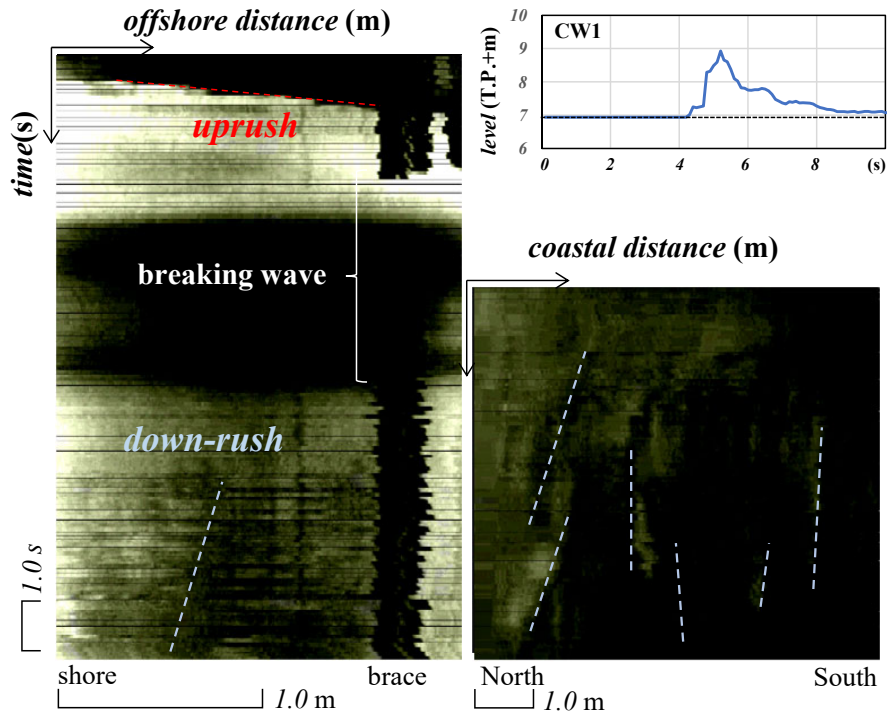 offshore distance (m)
time(s)
uprush
breaking wave
down-rush
1.0 s
shore
brace
1.0 m
CW1
level (T.P.+m)
10
9
8
7
6
0
2
4
6
8
(s)
coastal distance (m)
North
South
1.0 m